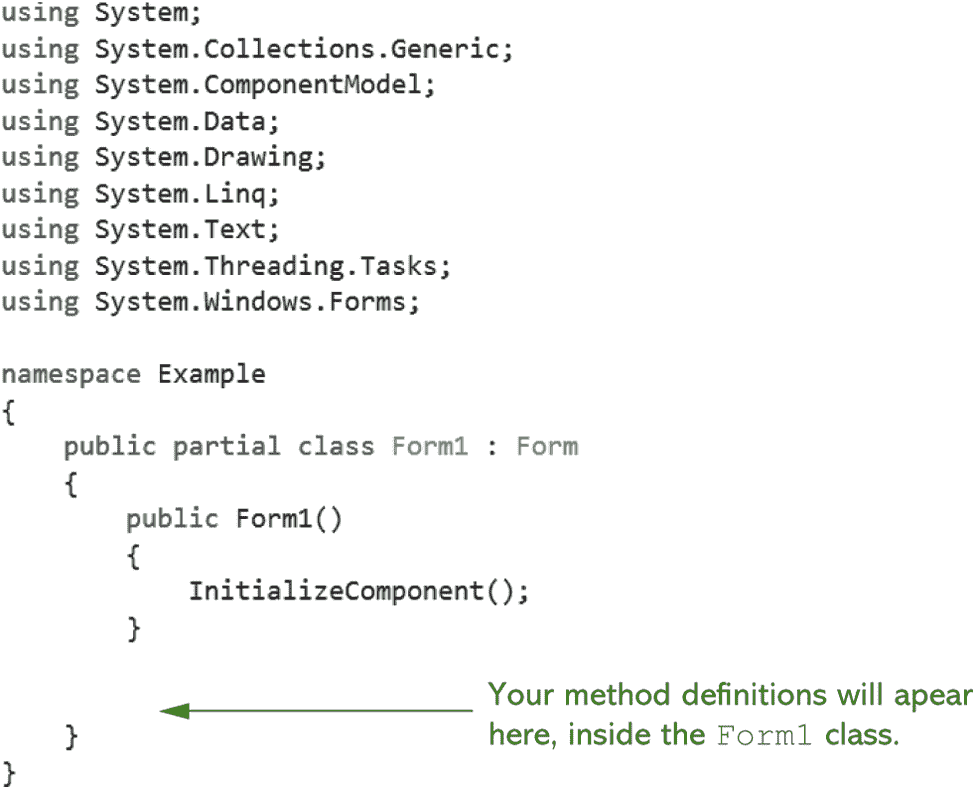 using System;
using System.Collections.Generic;
using System.ComponentModel;
using System.Data;
using System.Drawing;
using System.Linq;
using System.Text;
using System.Threading.Tasks;
using System.Windows.Forms;
namespace Example
{
    public partial class Form1 : Form
    {
        public Form1()
        {
            InitializeComponent();
        }
Your method definitions will apear
here, inside the Form1 class.
    }
}